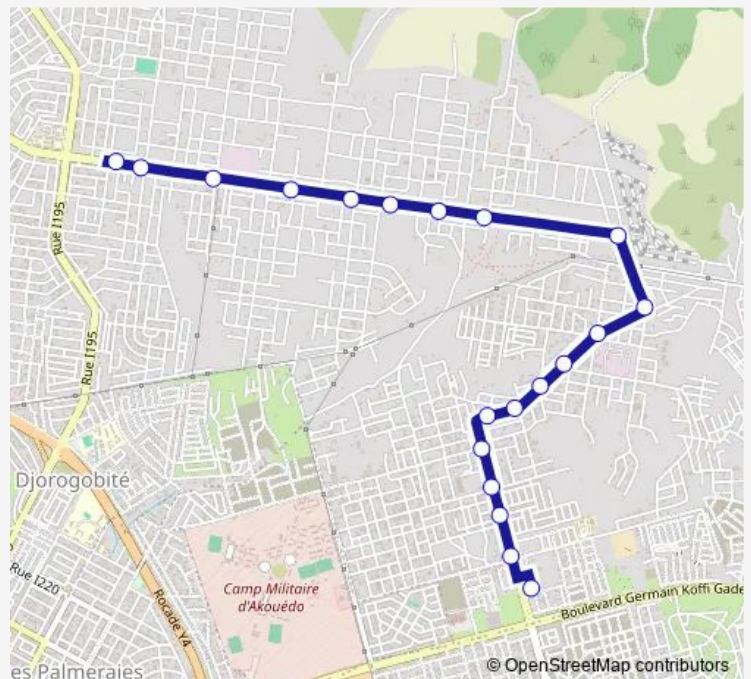 Rue I195
Rue I195
Djorogobité
Rue I220
Rocade Y4
Camp Militaire
d'Akouédo
Boulevard Germain Koffi Gade
es Palmeraies
© OpenStreetMap contributors